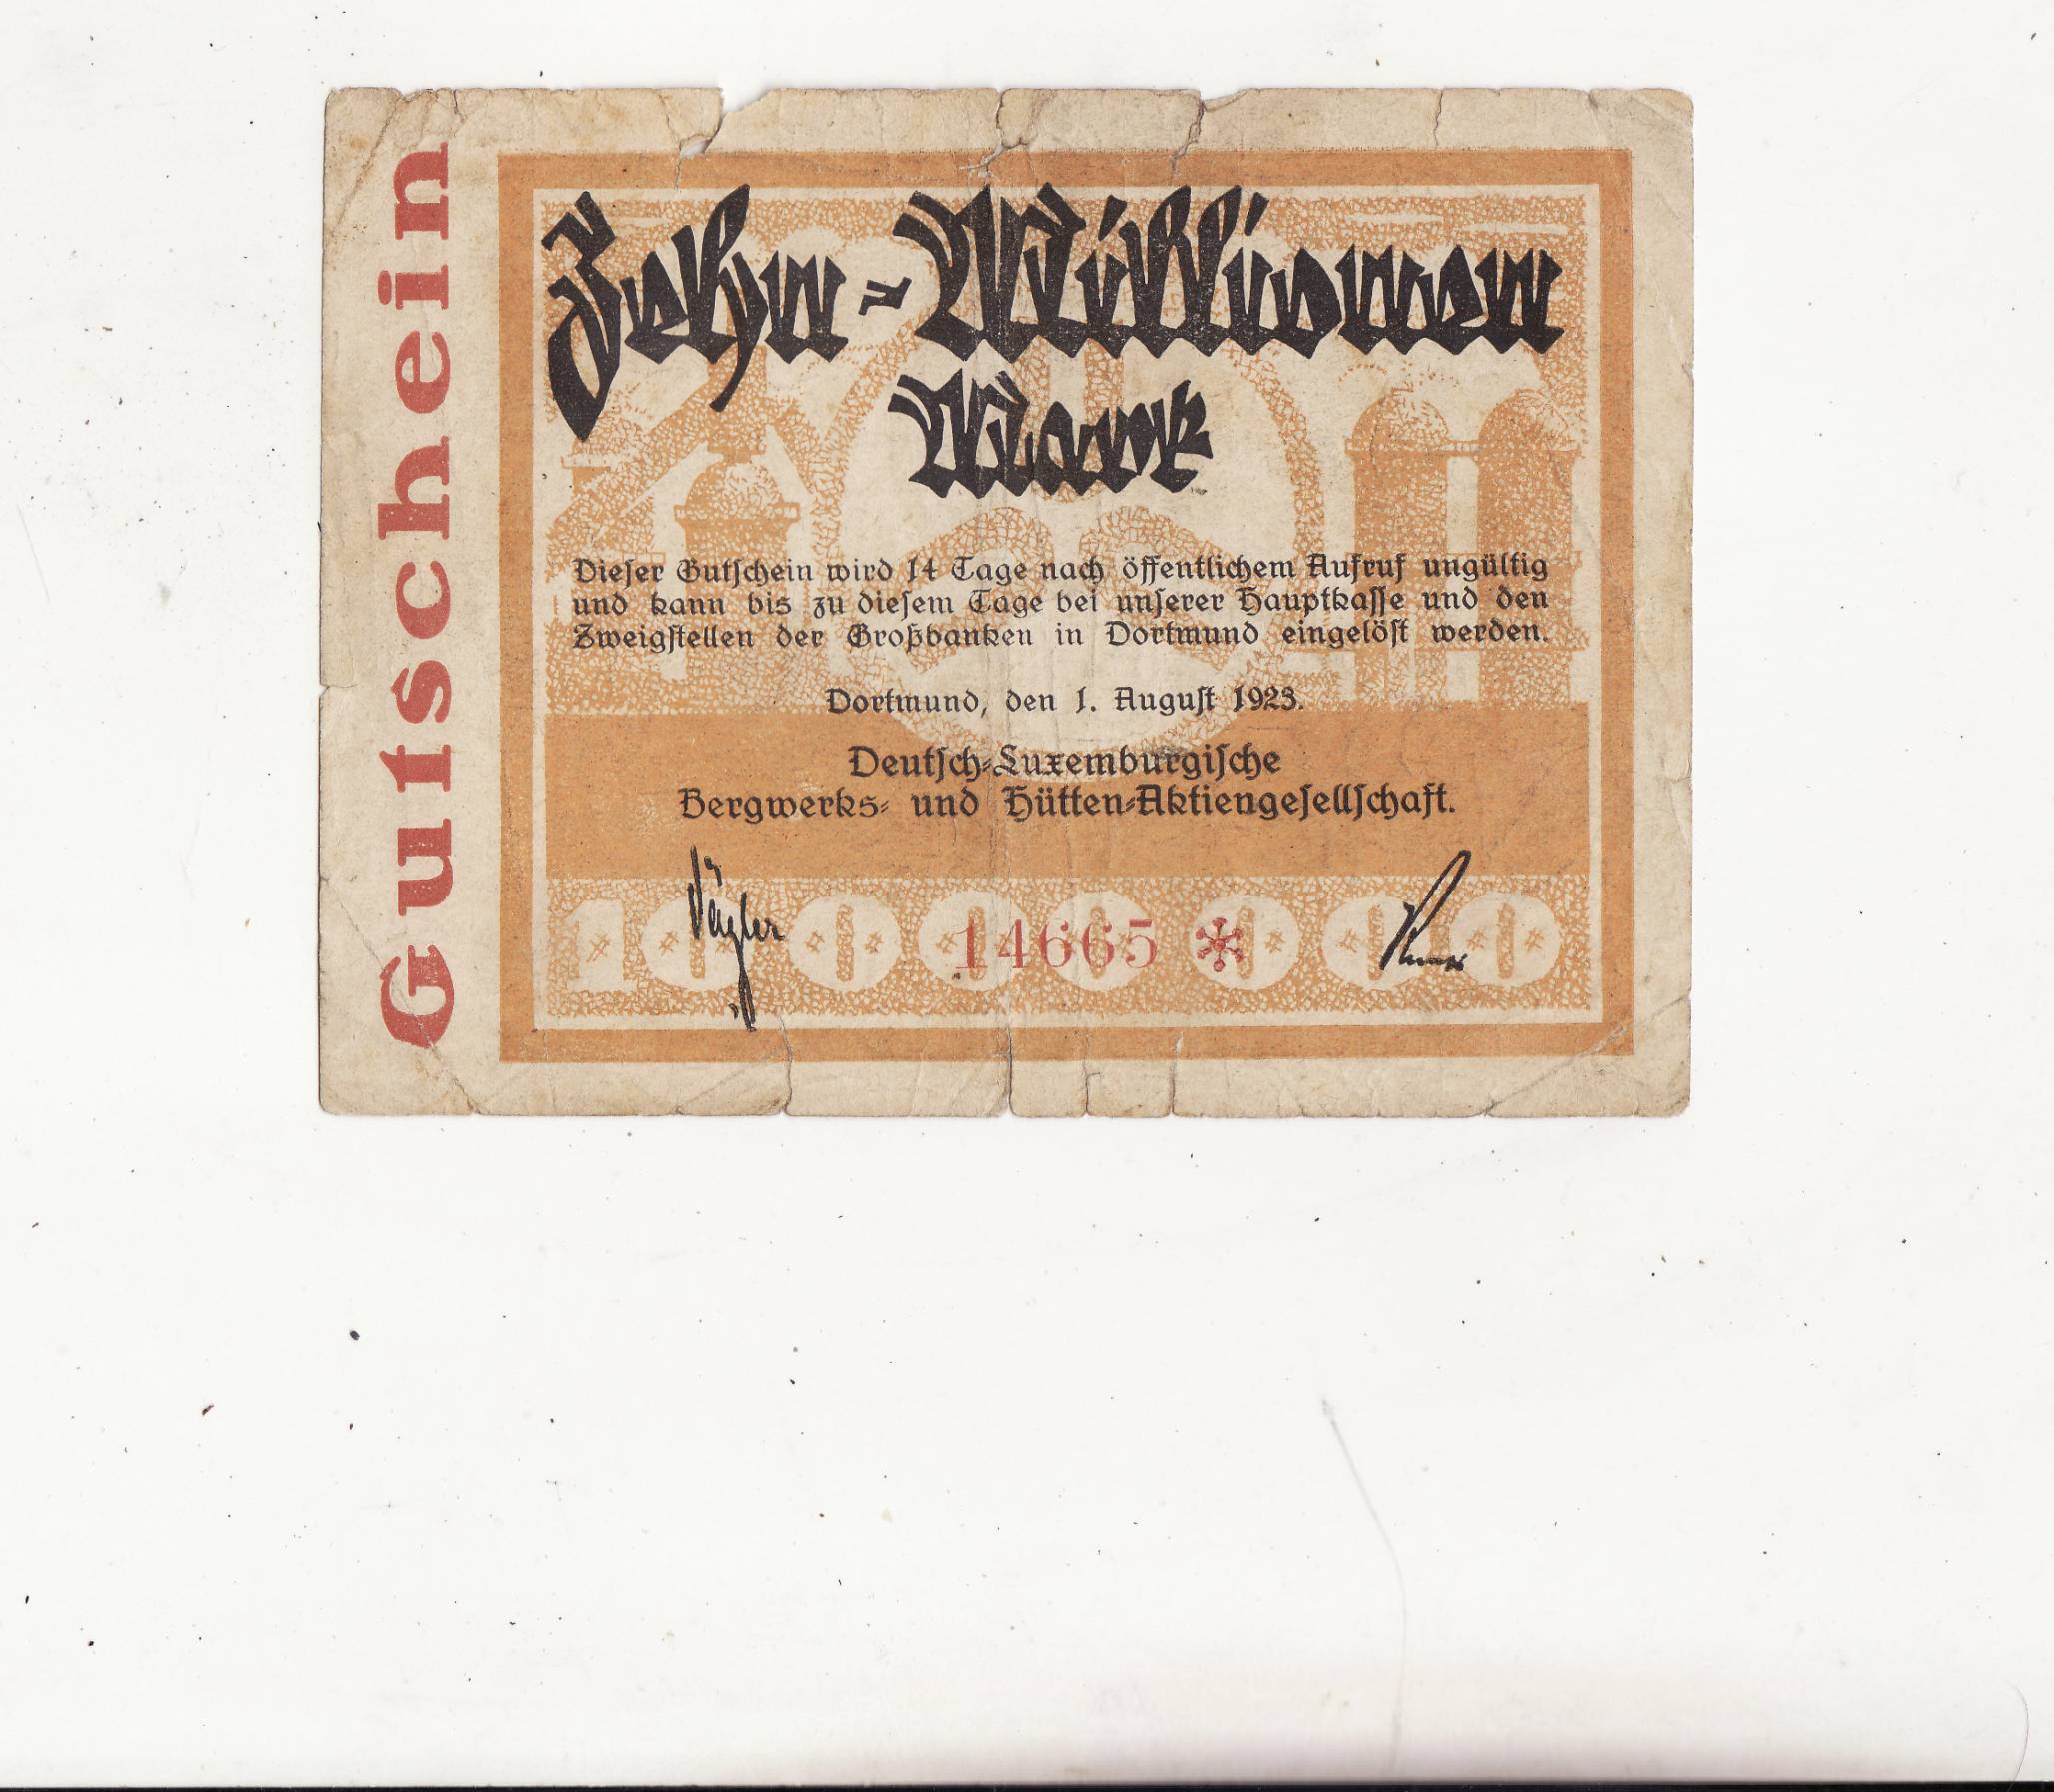 Gutschein
Zehn-Millionen
Mark
Dieser Gutschein wird 14 Tage nach öffentlichem Aufruf ungültig
und kann bis zu diesem Tage bei unserer Hauptkasse und den
Zweigstellen der Großbanken in Dortmund eingelöst werden.
Dortmund, den 1. August 1923.
Deutsch-Luxemburgische
Bergwerks- und Hütten-Aktiengesellschaft.
Vögler
10000000
14665 *